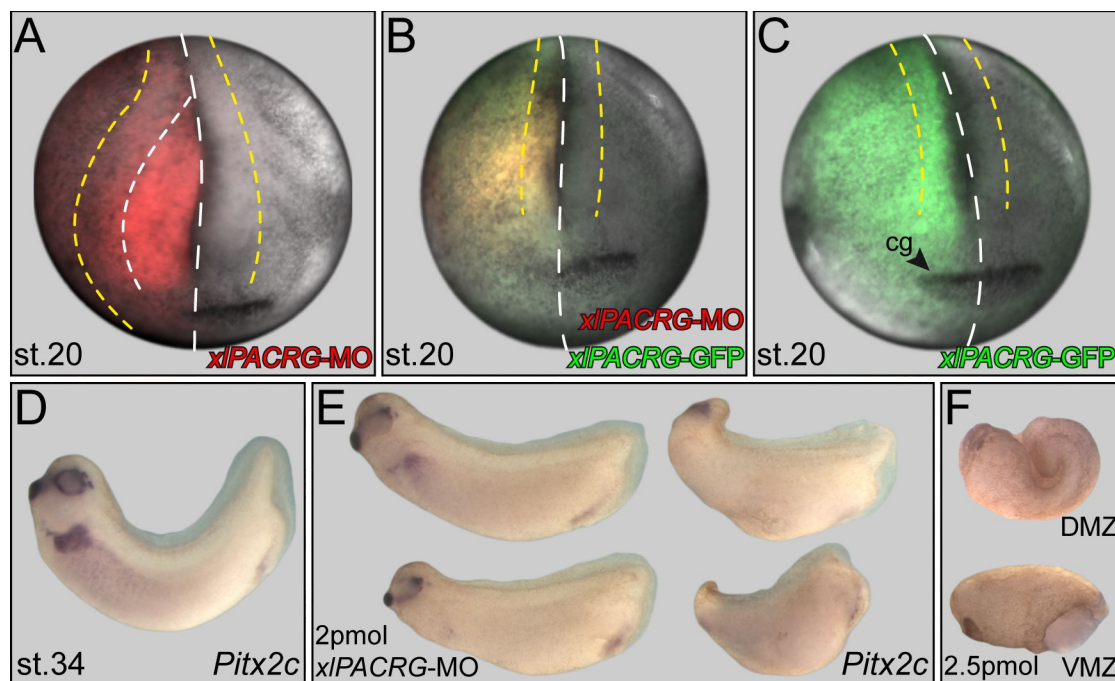 A
st.20
xlPACRG-MO
B
st.20
xlPACRG-MO
xlPACRG-GFP
C
cg
st.20
xlPACRG-GFP
D
st.34
Pitx2c
E
2pmol
xlPACRG-MO
Pitx2c
F
DMZ
2.5pmol
VMZ